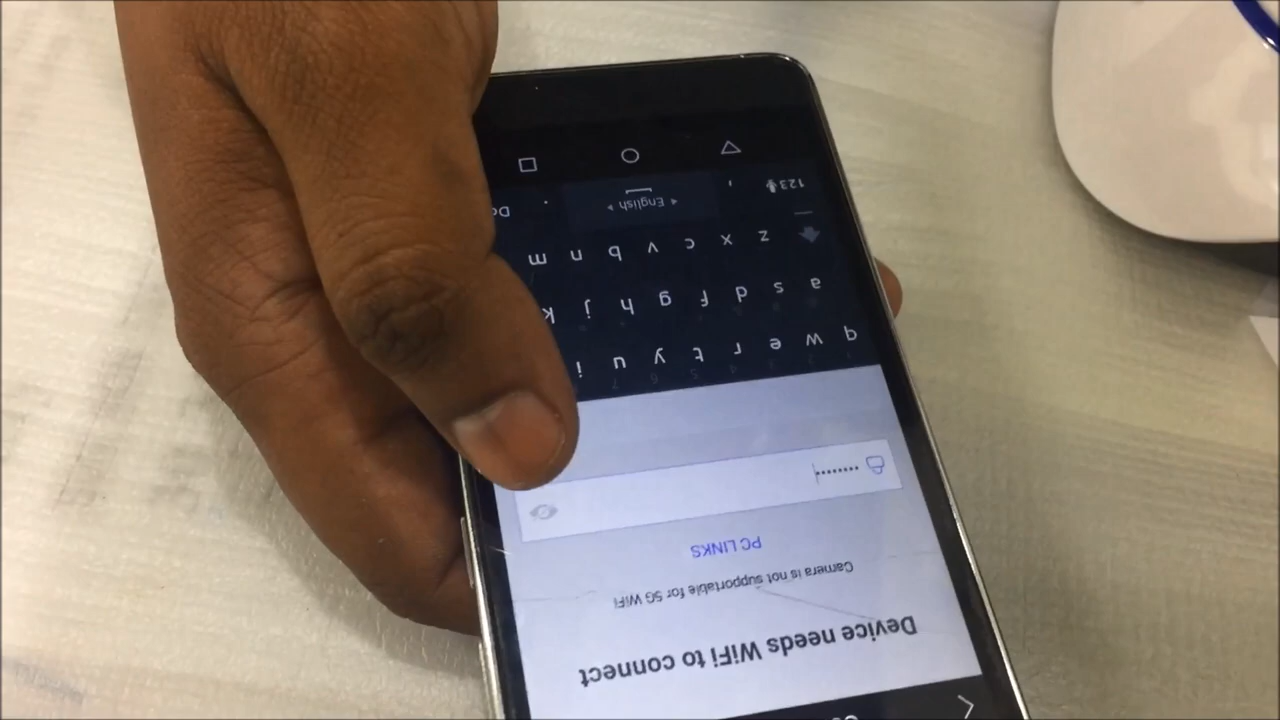 Device needs WiFi to connect
Camera is not supportable for 5G WiFi
PC LINKS
••••••••
q w e r t y u i
a s d f g h j k
z x c v b n m
123 , English .